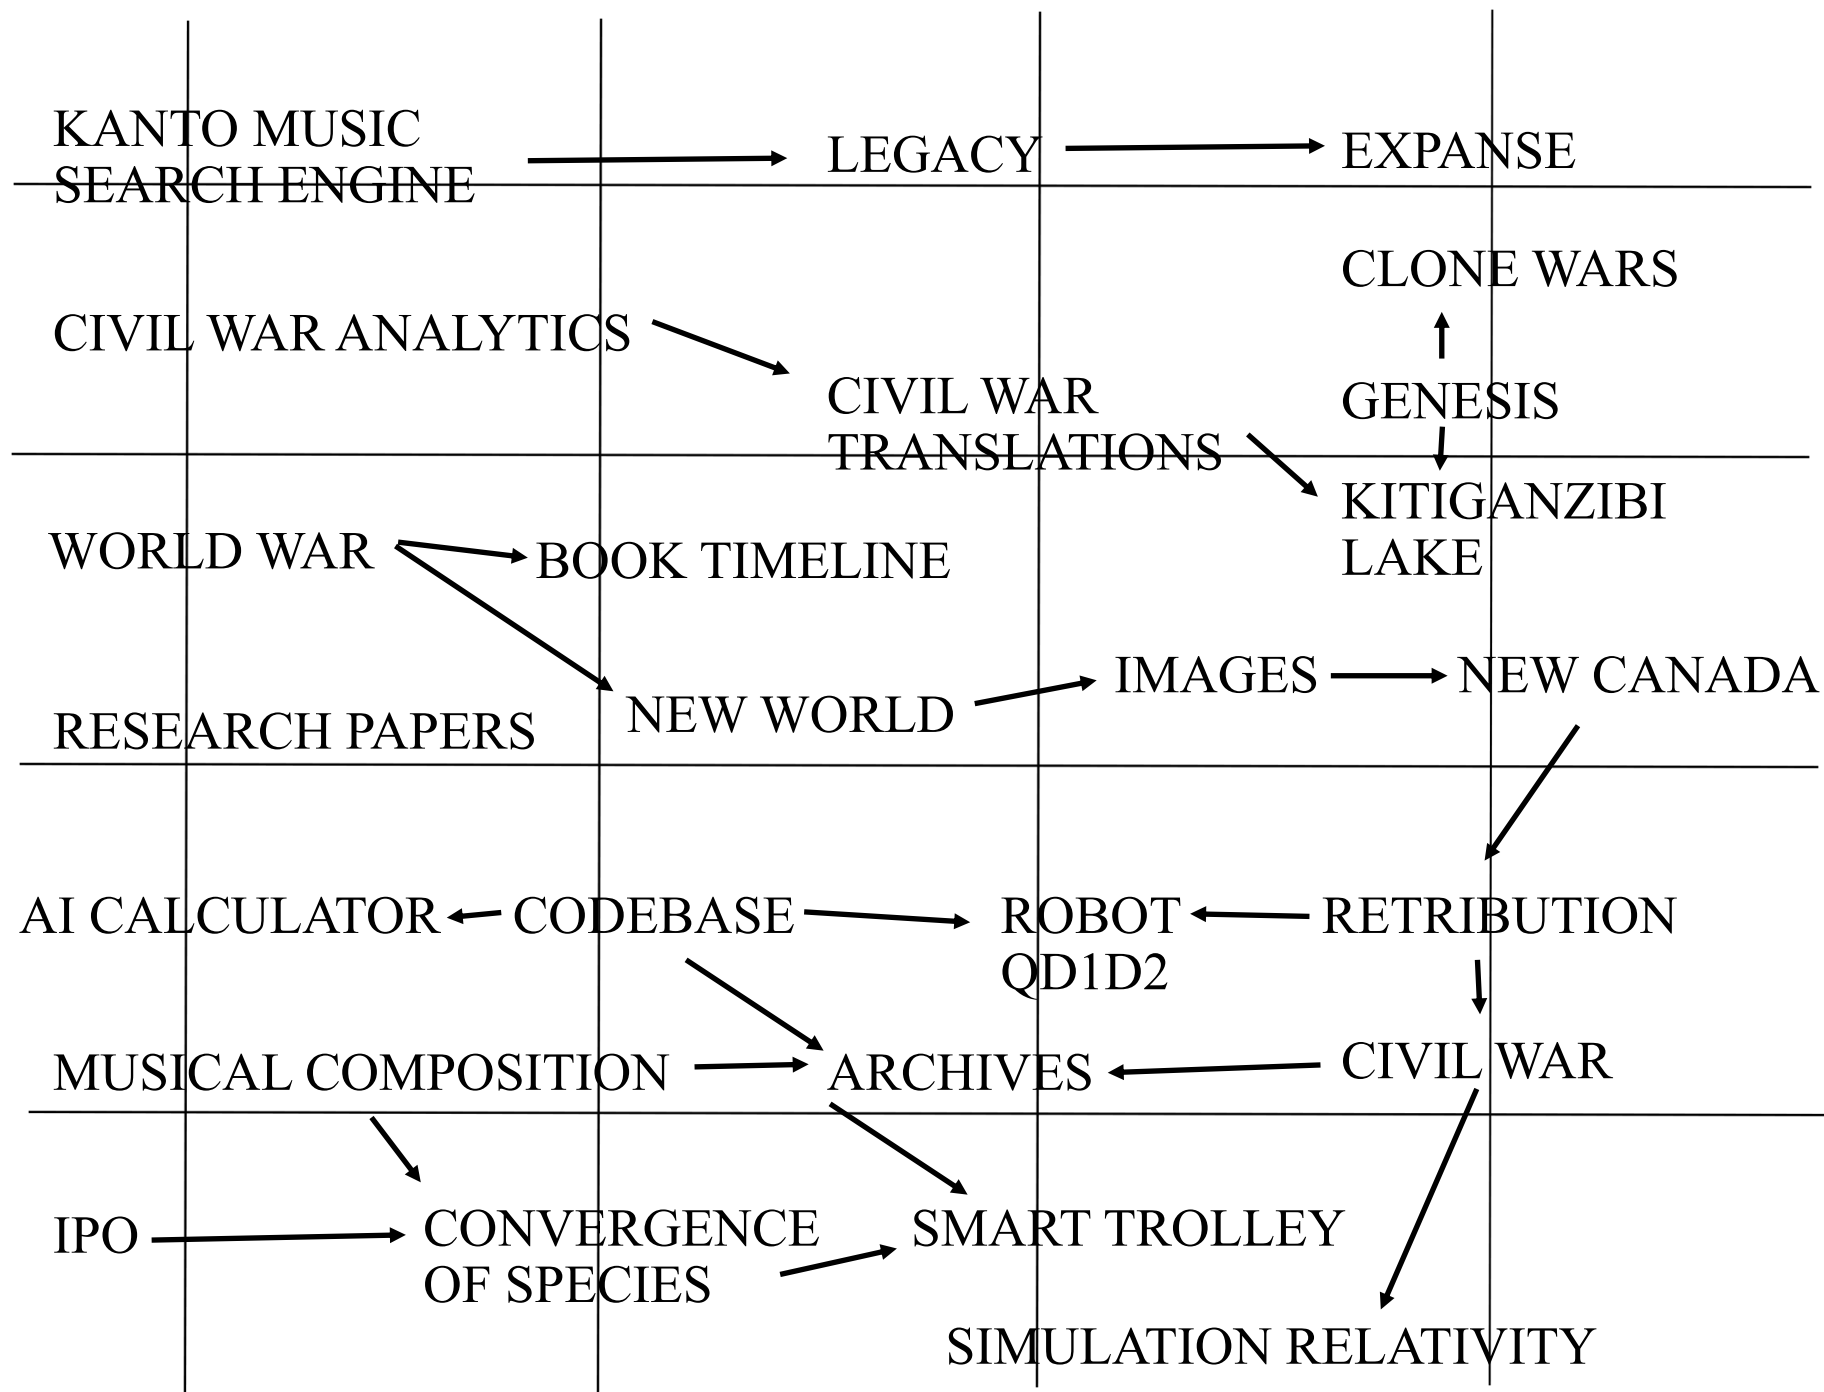 KANTO MUSIC
SEARCH ENGINE
LEGACY
EXPANSE
CLONE WARS
CIVIL WAR ANALYTICS
CIVIL WAR
TRANSLATIONS
GENESIS
KITIGANZIBI
LAKE
WORLD WAR
BOOK TIMELINE
IMAGES
NEW CANADA
RESEARCH PAPERS
NEW WORLD
AI CALCULATOR
CODEBASE
ROBOT
QD1D2
RETRIBUTION
MUSICAL COMPOSITION
ARCHIVES
CIVIL WAR
IPO
CONVERGENCE
OF SPECIES
SMART TROLLEY
SIMULATION RELATIVITY